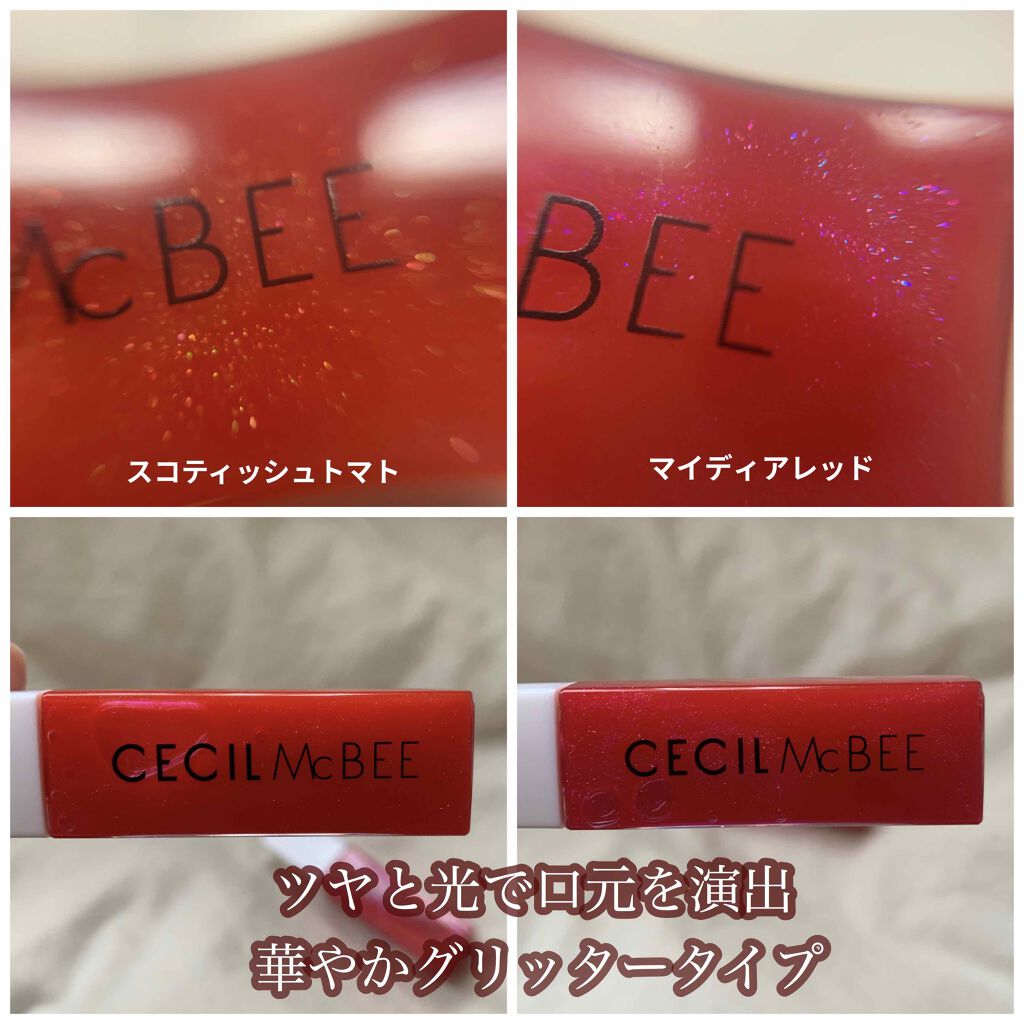 McBEE
BEE
スコティッシュトマト
マイディアレッド
CECIL McBEE
CECIL McBEE
ツヤと光で口元を演出
華やかグリッタータイプ